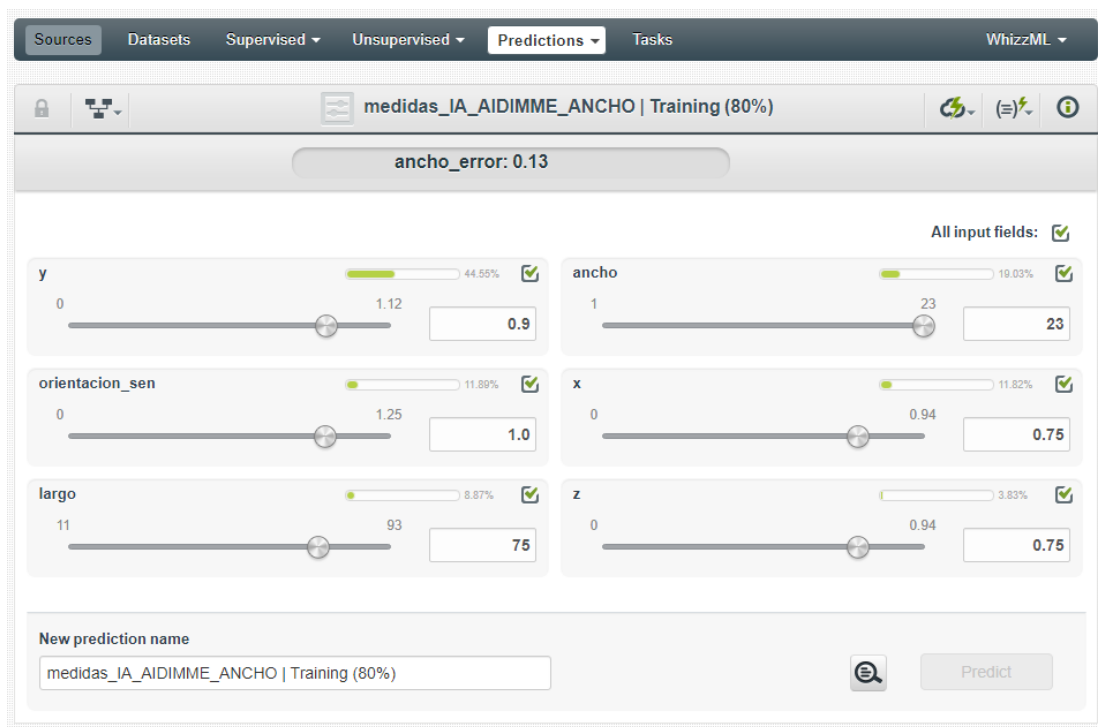 Sources Datasets Supervised Unsupervised Predictions Tasks WhizzML
medidas_IA_AIDIMME_ANCHO | Training (80%)
ancho_error: 0.13
All input fields:
y 44.55%
0 1.12
0.9
ancho 19.03%
1 23
23
orientacion_sen 11.89%
0 1.25
1.0
x 11.82%
0 0.94
0.75
largo 8.87%
11 93
75
z 3.83%
0 0.94
0.75
New prediction name
medidas_IA_AIDIMME_ANCHO | Training (80%)
Predict